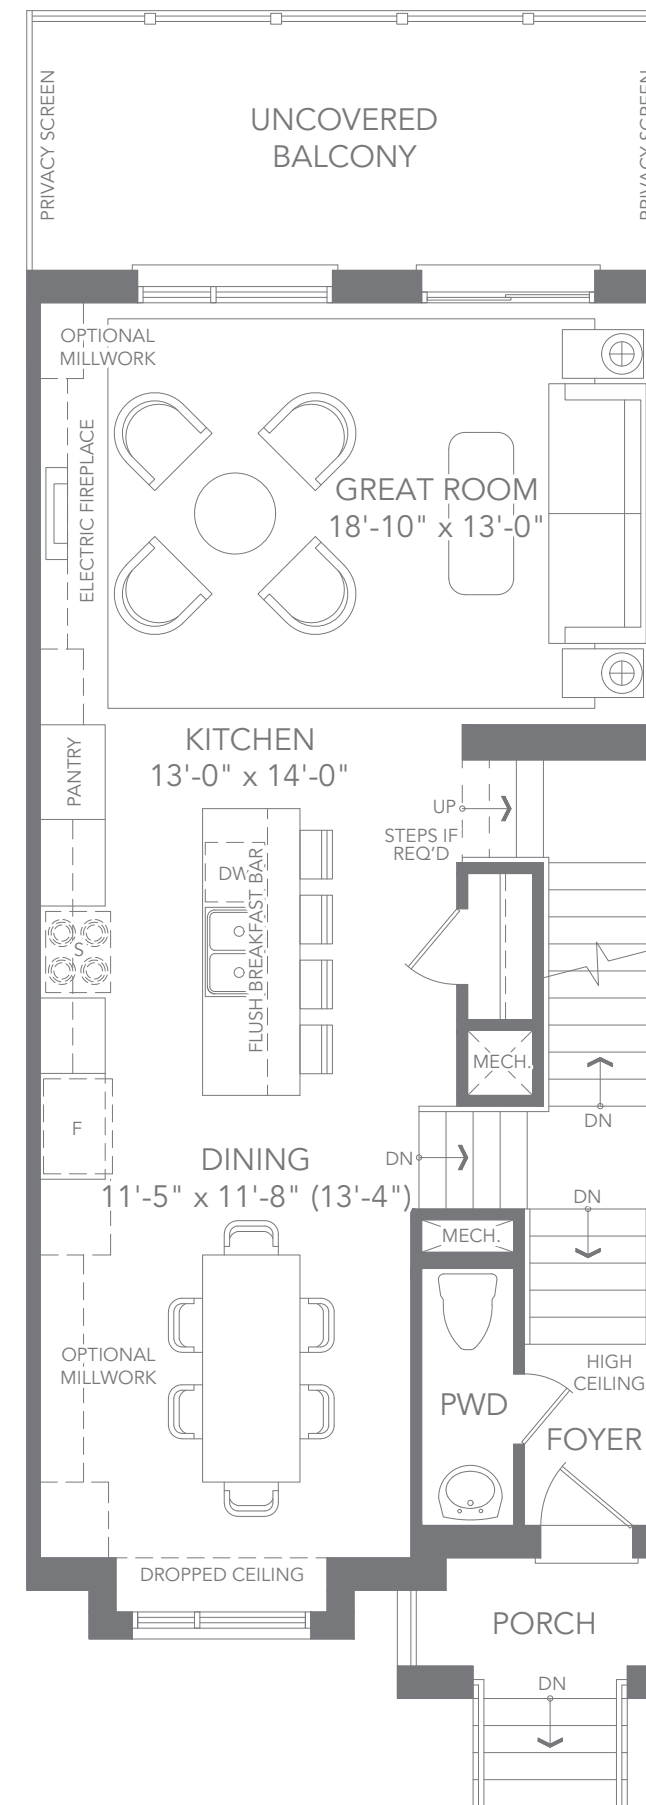 PRIVACY SCREEN
UNCOVERED
BALCONY
PRIVACY SCREEN
OPTIONAL
MILLWORK
ELECTRIC FIREPLACE
GREAT ROOM
18'-10" x 13'-0"
KITCHEN
13'-0" x 14'-0"
PANTRY
UP
STEPS IF
REQ'D
DW
FLUSH BREAKFAST BAR
S
MECH.
F
DN
DINING
11'-5" x 11'-8" (13'-4")
DN
DN
MECH.
OPTIONAL
MILLWORK
HIGH
CEILING
PWD
FOYER
DROPPED CEILING
PORCH
DN